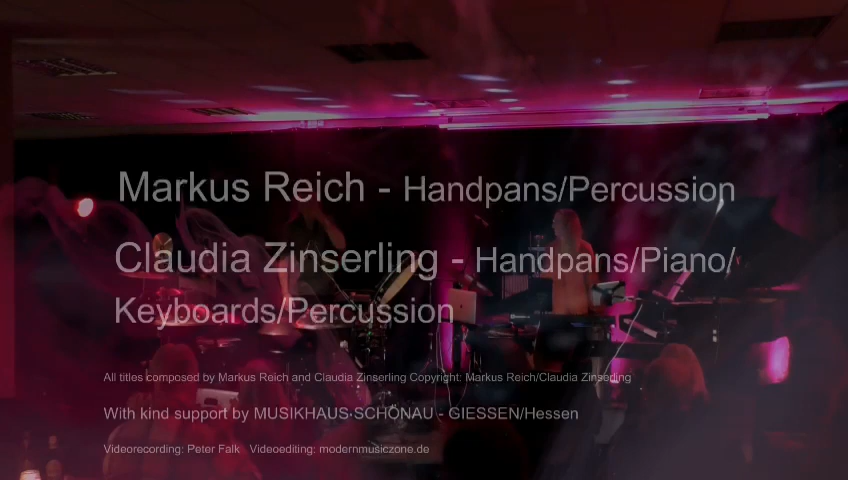 Markus Reich - Handpans/Percussion
Claudia Zinserling - Handpans/Piano/
Keyboards/Percussion
All titles composed by Markus Reich and Claudia Zinserling Copyright: Markus Reich/Claudia Zinserling
With kind support by MUSIKHAUS-SCHÖNAU - GIESSEN/Hessen
Videorecording: Peter Falk Videoediting: modernmusiczone.de